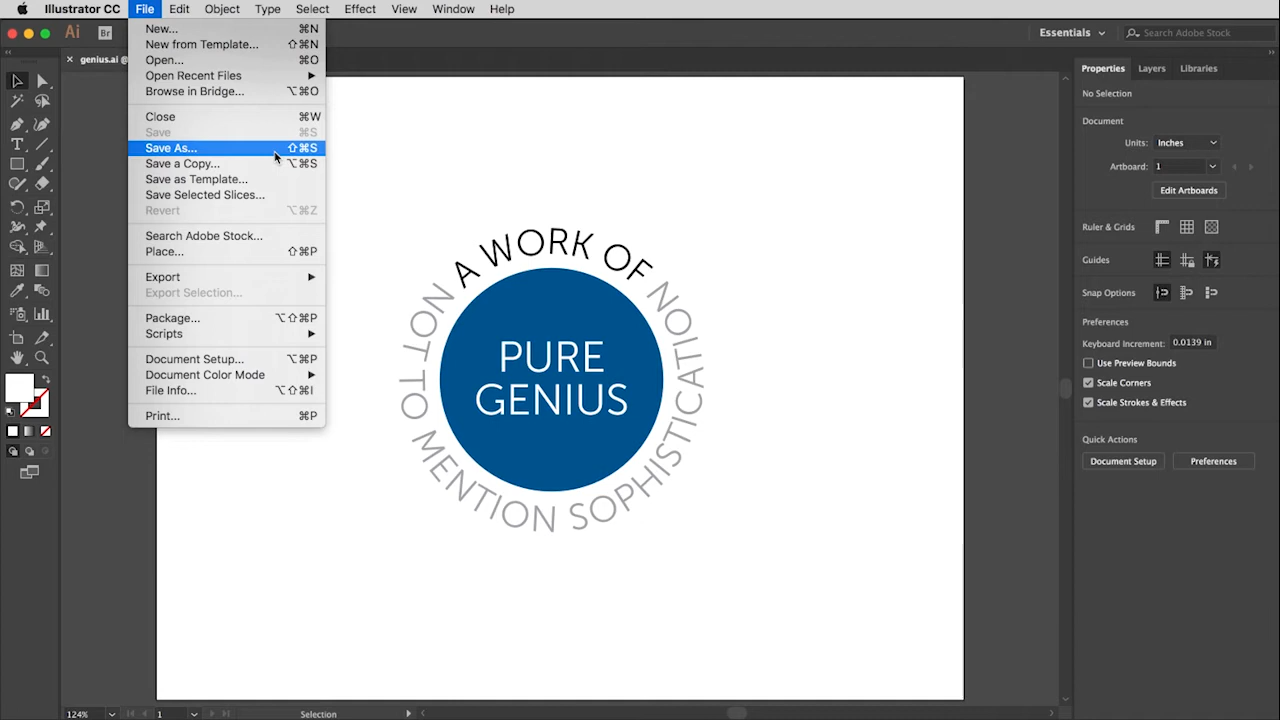 Illustrator CC File Edit Object Type Select Effect View Window Help
Ai Br Essentials Search Adobe Stock
genius.ai @
New... ⌘N
New from Template... ⇧⌘N
Open... ⌘O
Open Recent Files
Browse in Bridge... ⌥⌘O
Close ⌘W
Save ⌘S
Save As... ⇧⌘S
Save a Copy... ⌥⌘S
Save as Template...
Save Selected Slices...
Revert ⌥⌘Z
Search Adobe Stock...
Place... ⇧⌘P
Export
Export Selection...
Package... ⌥⇧⌘P
Scripts
Document Setup... ⌥⌘P
Document Color Mode
File Info... ⌥⇧⌘I
Print... ⌘P
A WORK OF
PURE
GENIUS
NOT TO MENTION SOPHISTICATION
Properties Layers Libraries
No Selection
Document
Units: Inches
Artboard: 1
Edit Artboards
Ruler & Grids
Guides
Snap Options
Preferences
Keyboard Increment: 0.0139 in
Use Preview Bounds
Scale Corners
Scale Strokes & Effects
Quick Actions
Document Setup Preferences
124% 1 Selection